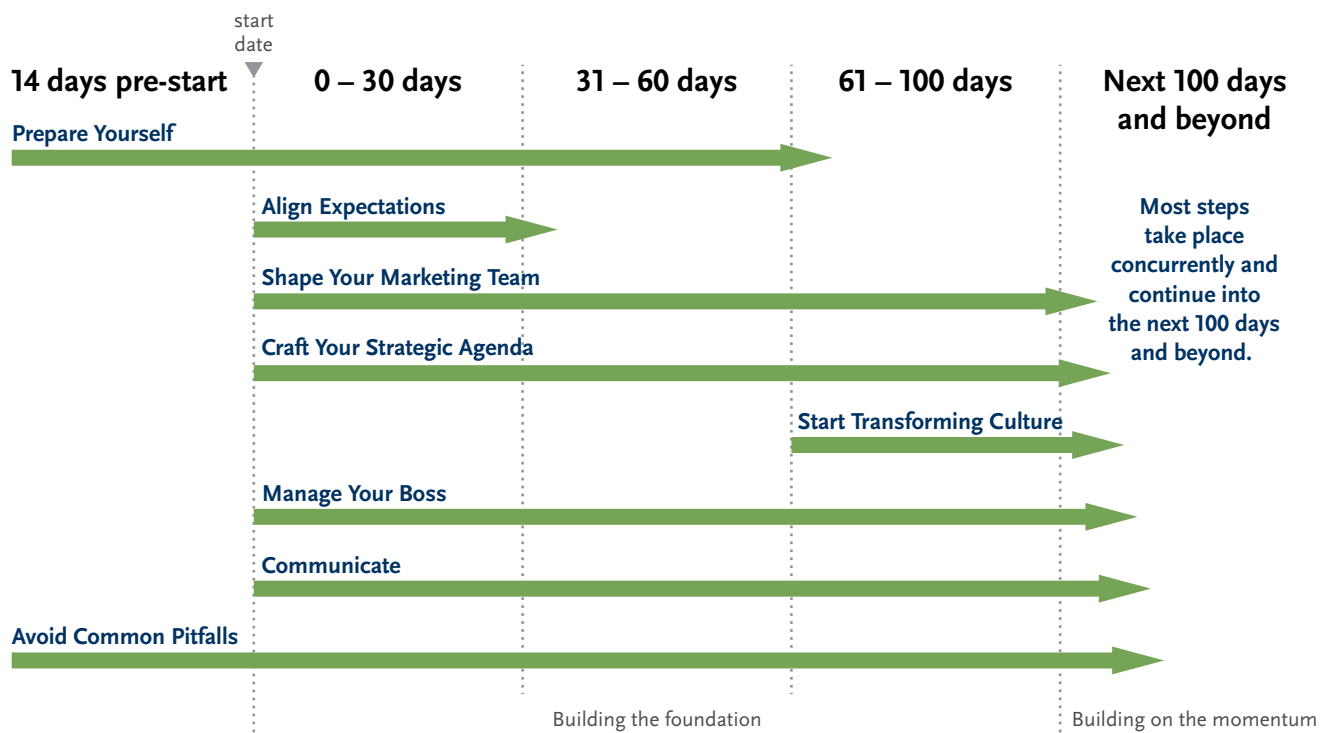 start
date
14 days pre-start
0 – 30 days
31 – 60 days
61 – 100 days
Next 100 days
and beyond
Prepare Yourself
Align Expectations
Shape Your Marketing Team
Craft Your Strategic Agenda
Start Transforming Culture
Manage Your Boss
Communicate
Avoid Common Pitfalls
Most steps
take place
concurrently and
continue into
the next 100 days
and beyond.
Building the foundation
Building on the momentum